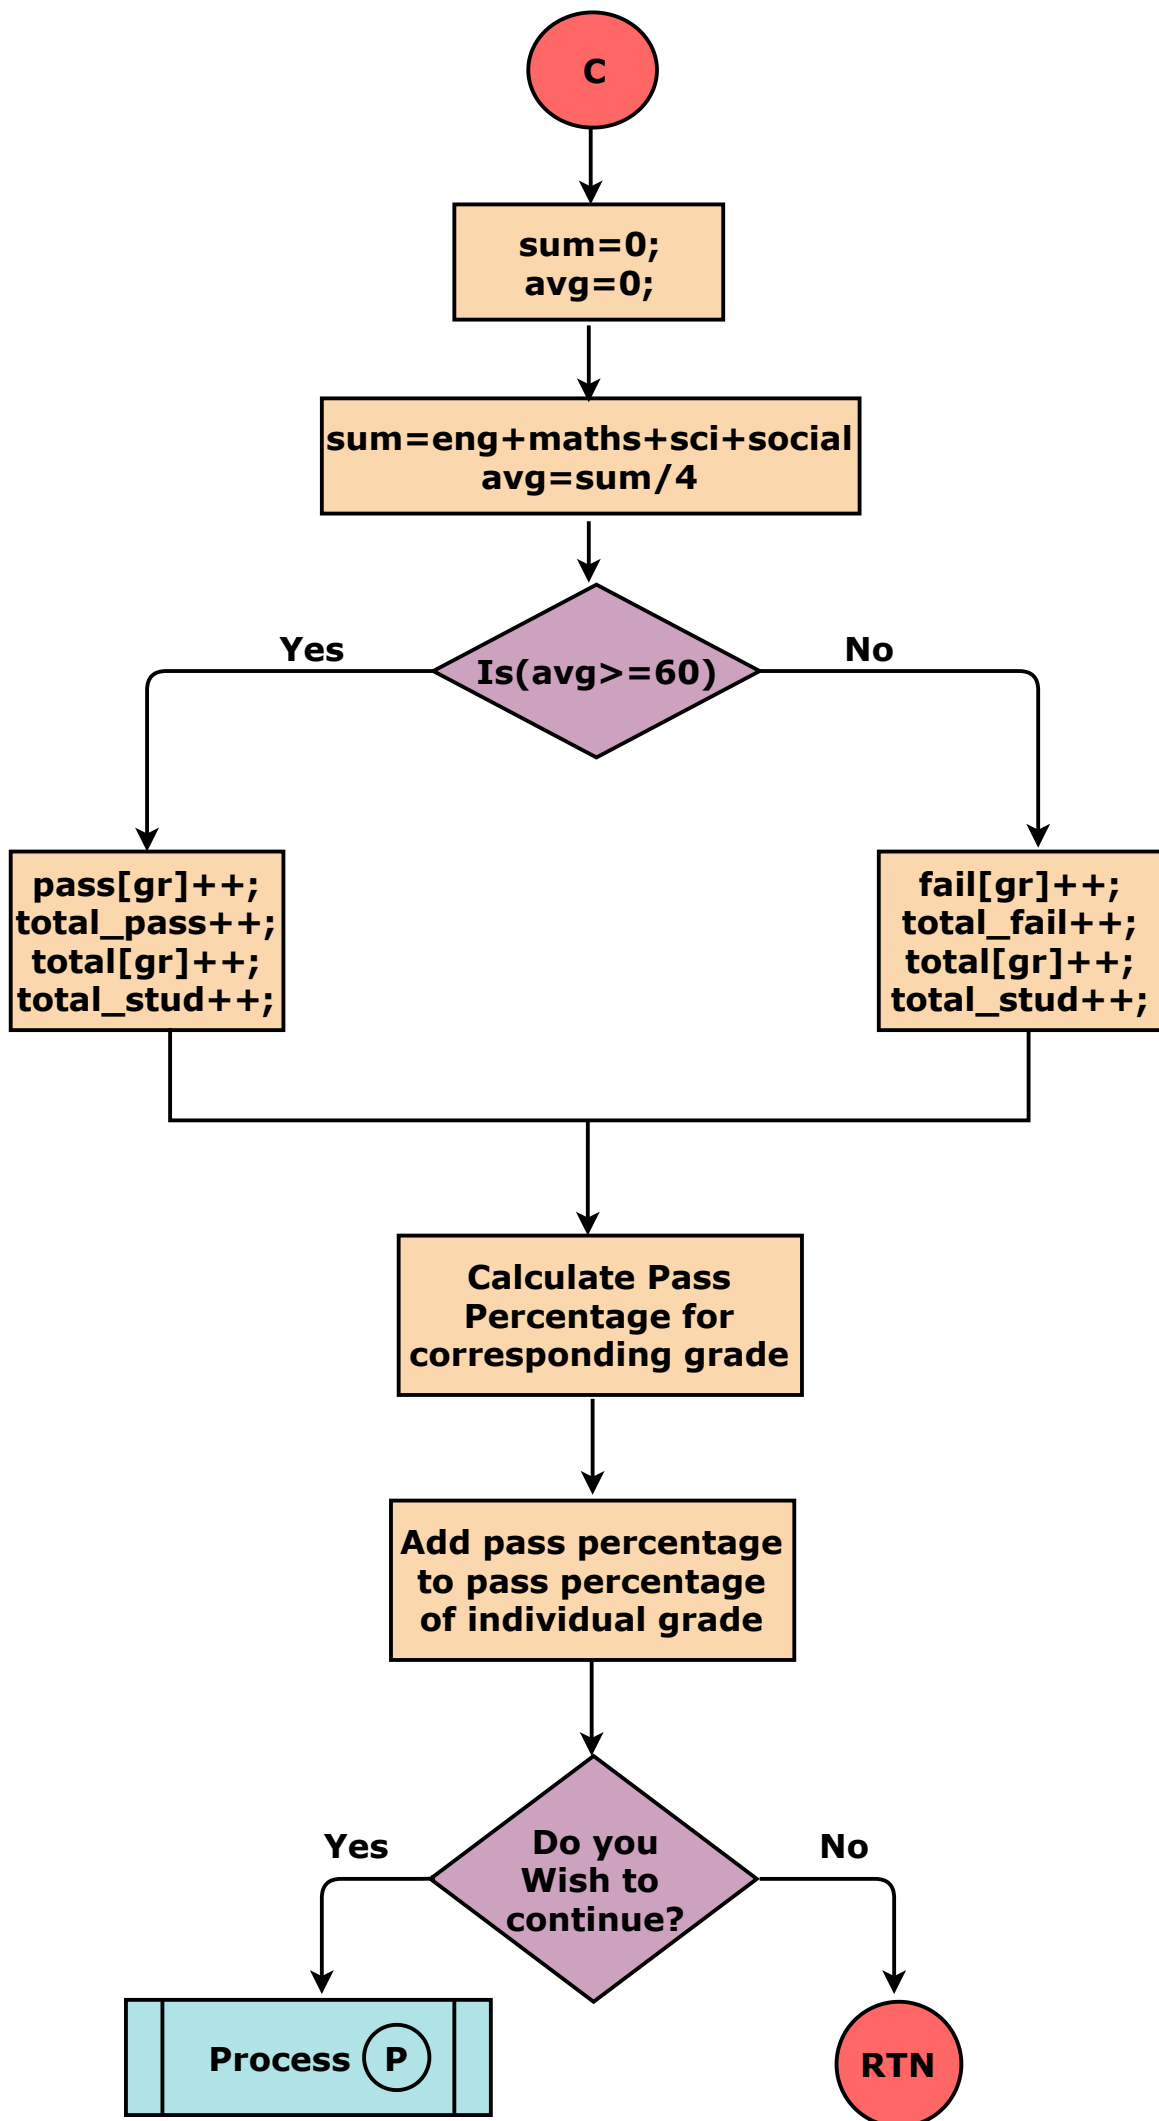 C
sum=0;
avg=0;
sum=eng+maths+sci+social
avg=sum/4
Is(avg>=60)
Yes
No
pass[gr]++;
total_pass++;
total[gr]++;
total_stud++;
fail[gr]++;
total_fail++;
total[gr]++;
total_stud++;
Calculate Pass
Percentage for
corresponding grade
Add pass percentage
to pass percentage
of individual grade
Do you
Wish to
continue?
Yes
No
Process P
RTN